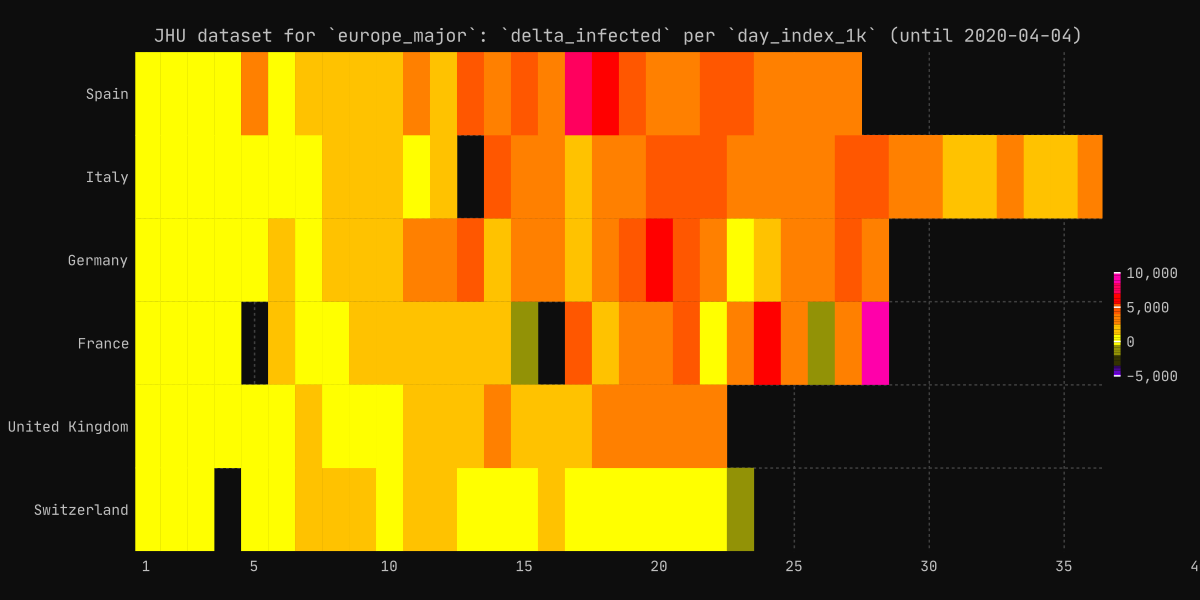 JHU dataset for `europe_major`: `delta_infected` per `day_index_1k` (until 2020-04-04)
Spain
Italy
Germany
France
United Kingdom
Switzerland
10,000
5,000
0
−5,000
1 5 10 15 20 25 30 35 4